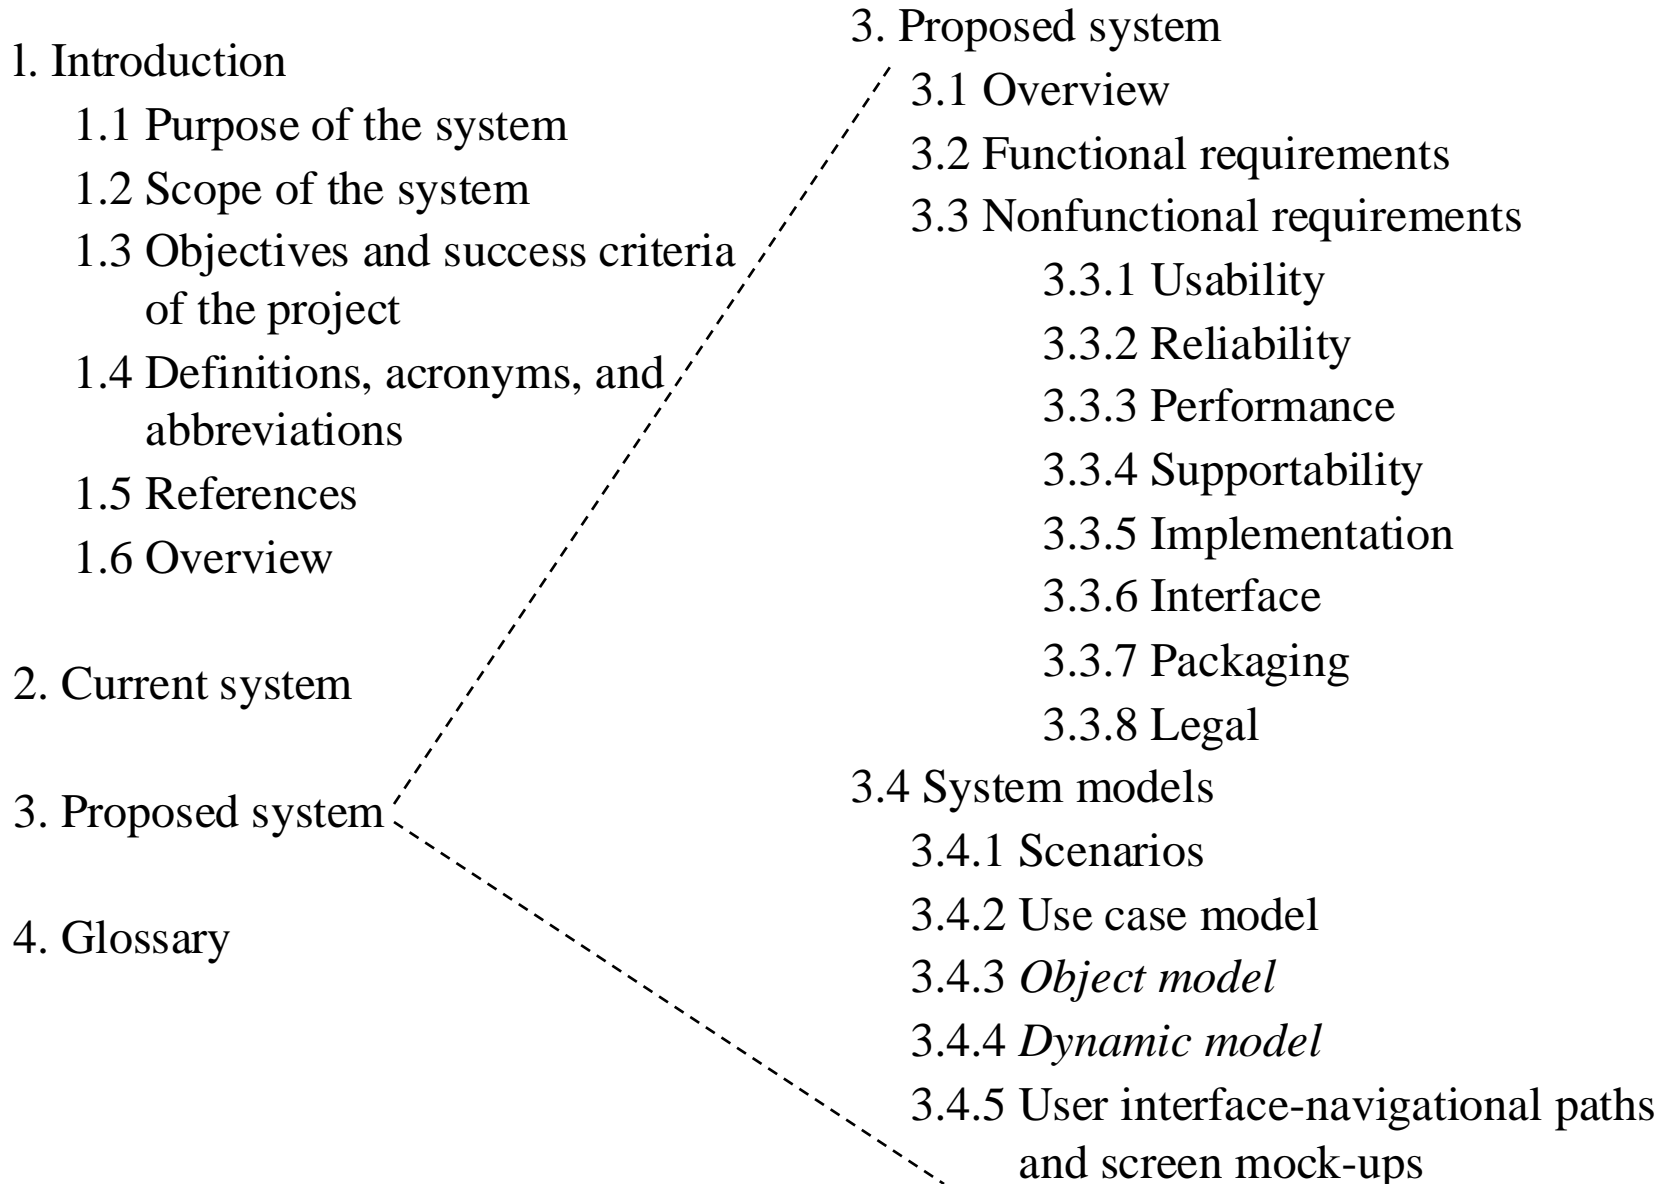 l. Introduction
1.1 Purpose of the system
1.2 Scope of the system
1.3 Objectives and success criteria
of the project
1.4 Definitions, acronyms, and
abbreviations
1.5 References
1.6 Overview
2. Current system
3. Proposed system
4. Glossary
3. Proposed system
3.1 Overview
3.2 Functional requirements
3.3 Nonfunctional requirements
3.3.1 Usability
3.3.2 Reliability
3.3.3 Performance
3.3.4 Supportability
3.3.5 Implementation
3.3.6 Interface
3.3.7 Packaging
3.3.8 Legal
3.4 System models
3.4.1 Scenarios
3.4.2 Use case model
3.4.3 Object model
3.4.4 Dynamic model
3.4.5 User interface-navigational paths
and screen mock-ups